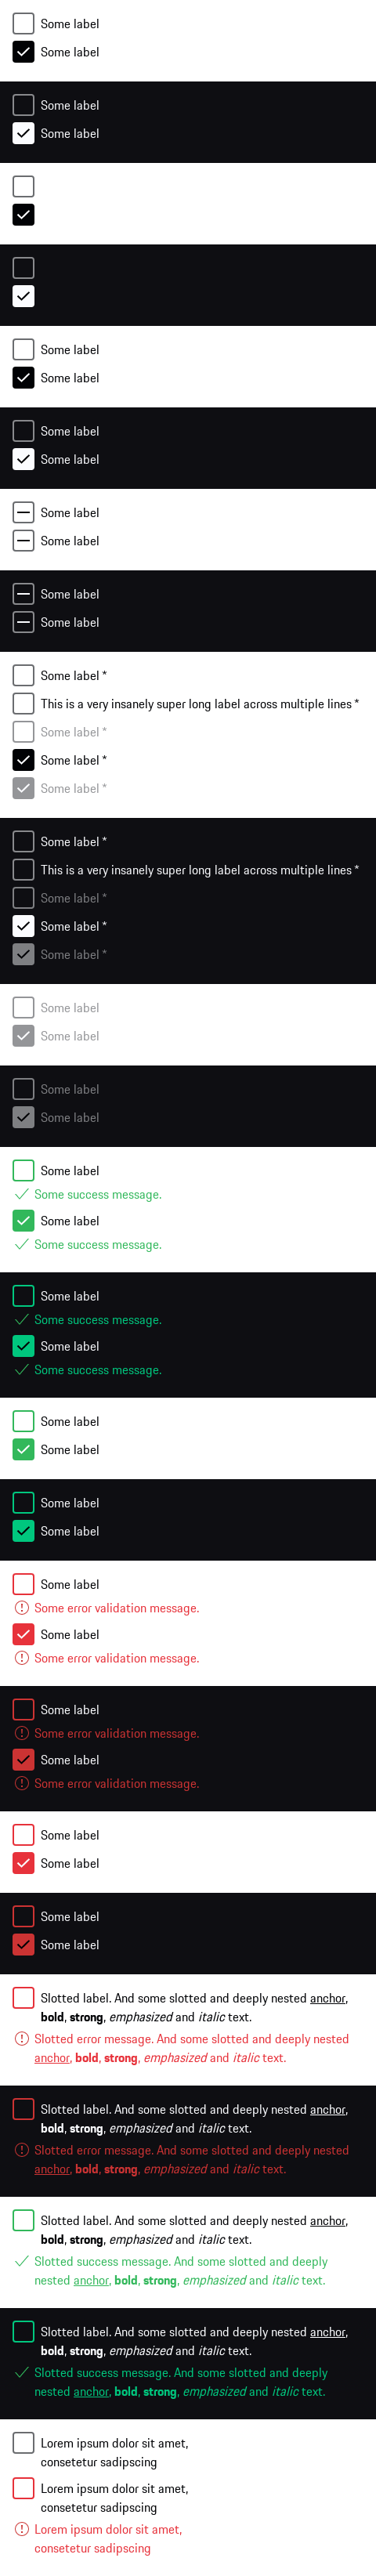 Some label
Some label
Some label
Some label
Some label
Some label
Some label
Some label
Some label
Some label
Some label
Some label
Some label *
This is a very insanely super long label across multiple lines *
Some label *
Some label *
Some label *
Some label *
This is a very insanely super long label across multiple lines *
Some label *
Some label *
Some label *
Some label
Some label
Some label
Some label
Some label
Some success message.
Some label
Some success message.
Some label
Some success message.
Some label
Some success message.
Some label
Some label
Some label
Some label
Some label
Some error validation message.
Some label
Some error validation message.
Some label
Some error validation message.
Some label
Some error validation message.
Some label
Some label
Some label
Some label
Slotted label. And some slotted and deeply nested anchor,
bold, strong, emphasized and italic text.
Slotted error message. And some slotted and deeply nested
anchor, bold, strong, emphasized and italic text.
Slotted label. And some slotted and deeply nested anchor,
bold, strong, emphasized and italic text.
Slotted error message. And some slotted and deeply nested
anchor, bold, strong, emphasized and italic text.
Slotted label. And some slotted and deeply nested anchor,
bold, strong, emphasized and italic text.
Slotted success message. And some slotted and deeply
nested anchor, bold, strong, emphasized and italic text.
Slotted label. And some slotted and deeply nested anchor,
bold, strong, emphasized and italic text.
Slotted success message. And some slotted and deeply
nested anchor, bold, strong, emphasized and italic text.
Lorem ipsum dolor sit amet,
consetur sadipscing
Lorem ipsum dolor sit amet,
consetur sadipscing
Lorem ipsum dolor sit amet,
consetetur sadipscing